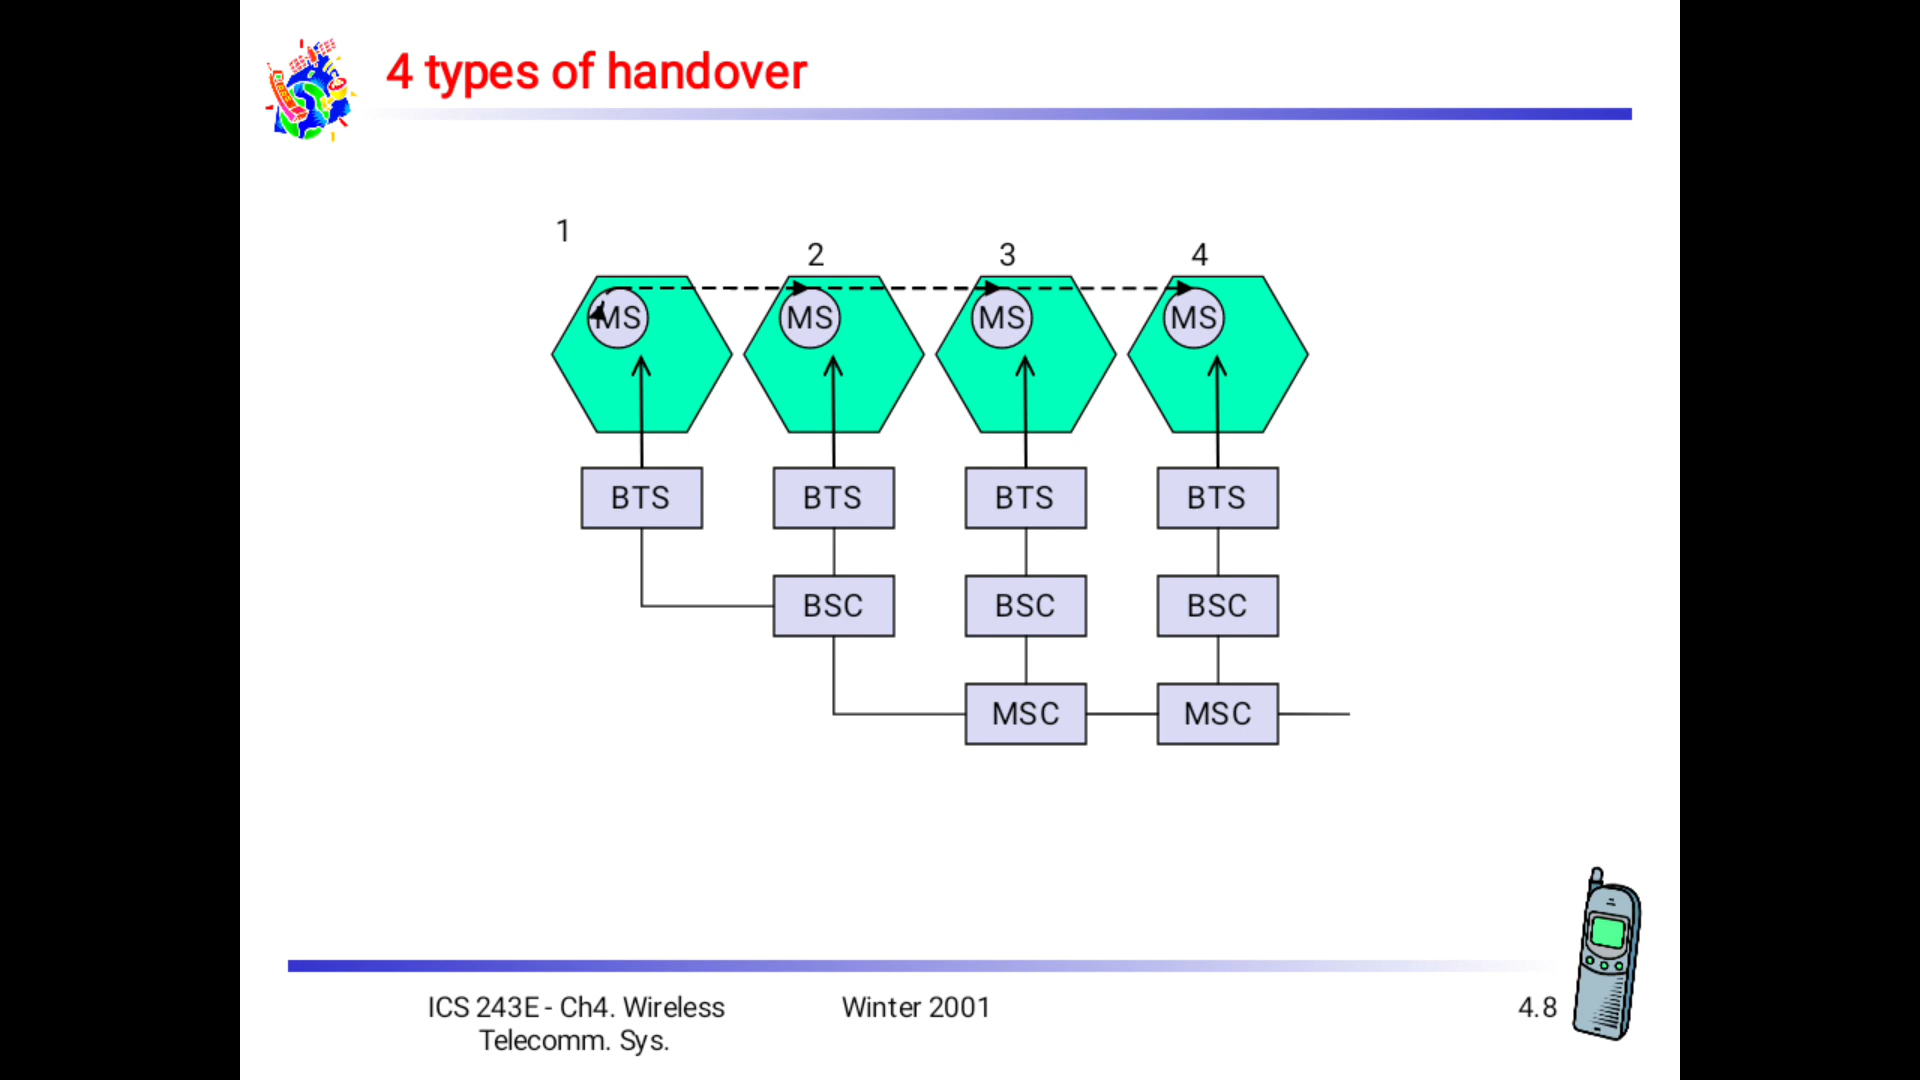 4 types of handover
1
2
3
4
MS
MS
MS
MS
BTS
BTS
BTS
BTS
BSC
BSC
BSC
MSC
MSC
ICS 243E - Ch4. Wireless
Telecomm. Sys.
Winter 2001
4.8